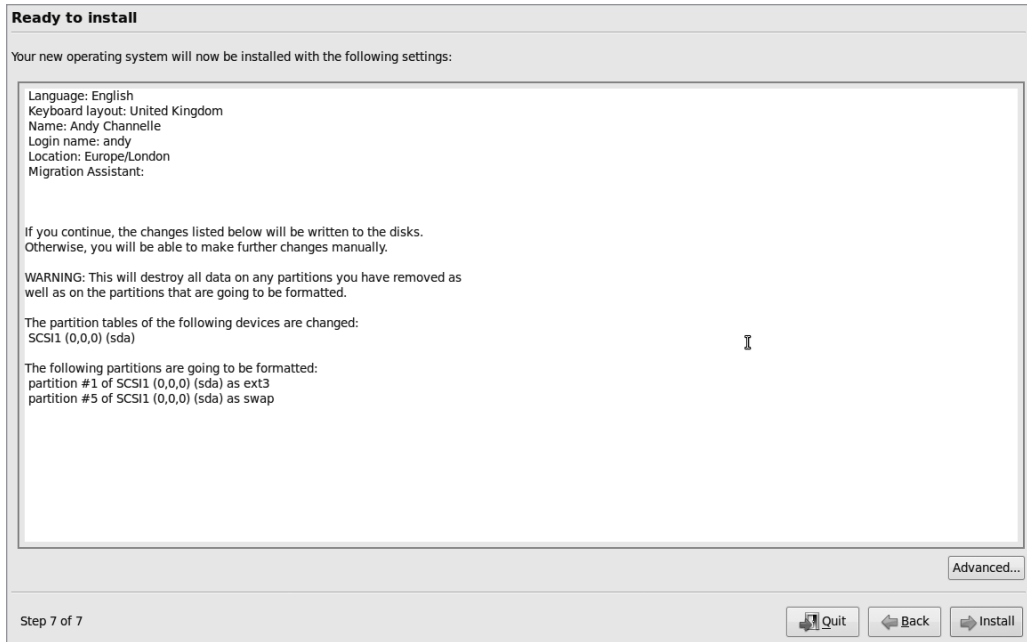 Ready to install
Your new operating system will now be installed with the following settings:
Language: English
Keyboard layout: United Kingdom
Name: Andy Channelle
Login name: andy
Location: Europe/London
Migration Assistant:
If you continue, the changes listed below will be written to the disks.
Otherwise, you will be able to make further changes manually.
WARNING: This will destroy all data on any partitions you have removed as
well as on the partitions that are going to be formatted.
The partition tables of the following devices are changed:
SCSI1 (0,0,0) (sda)
The following partitions are going to be formatted:
partition #1 of SCSI1 (0,0,0) (sda) as ext3
partition #5 of SCSI1 (0,0,0) (sda) as swap
Advanced...
Step 7 of 7 Quit Back Install